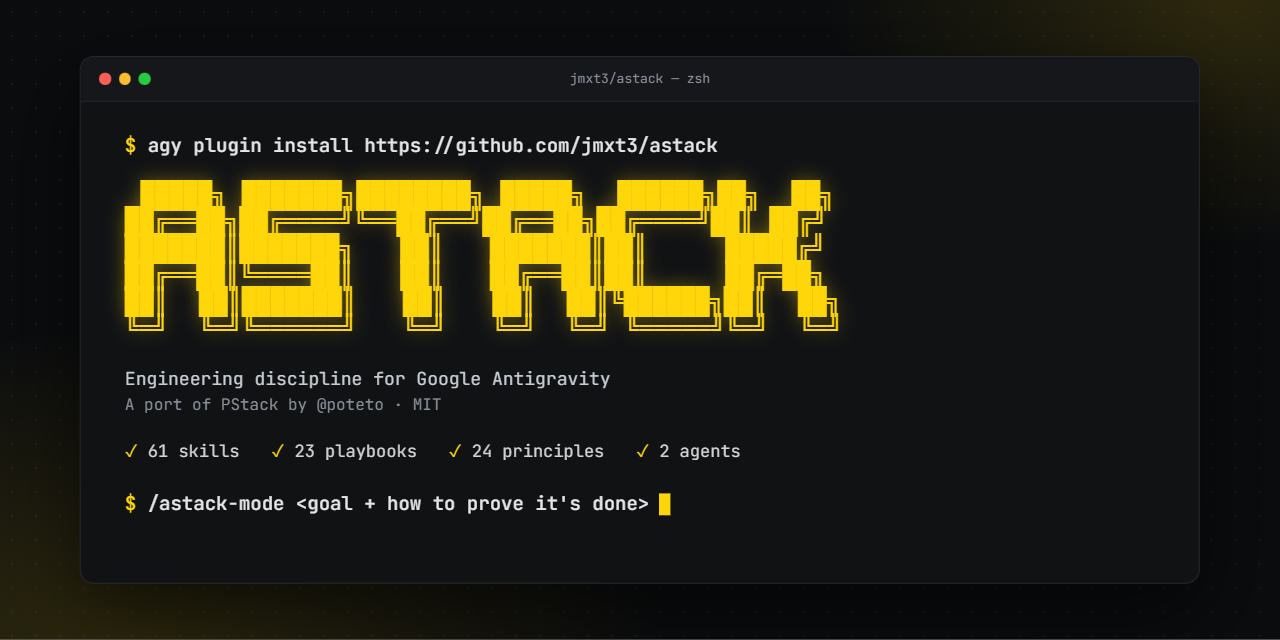 jmxt3/astack — zsh
$ agy plugin install https://github.com/jmxt3/astack
ASTACK
Engineering discipline for Google Antigravity
A port of PStack by @poteto · MIT
✓ 61 skills ✓ 23 playbooks ✓ 24 principles ✓ 2 agents
$ /astack-mode <goal + how to prove it's done>